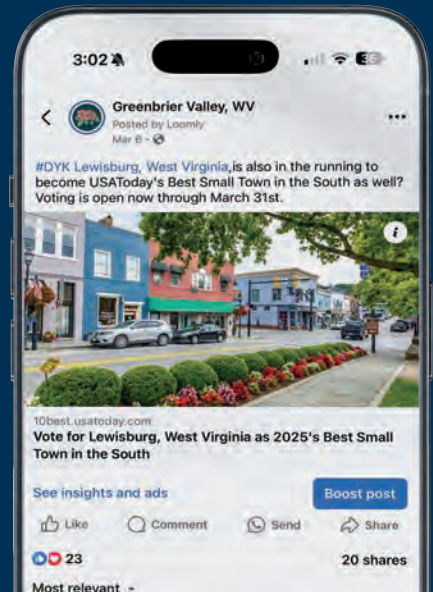 3:02
36
Greenbrier Valley, WV
Posted by Loomly
Mar 6
#DYK Lewisburg, West Virginia,is also in the running to
become USAToday's Best Small Town in the South as well?
Voting is open now through March 31st.
i
10best.usatoday.com
Vote for Lewisburg, West Virginia as 2025's Best Small
Town in the South
See insights and ads
Boost post
Like
Comment
Send
Share
23
20 shares
Most relevant